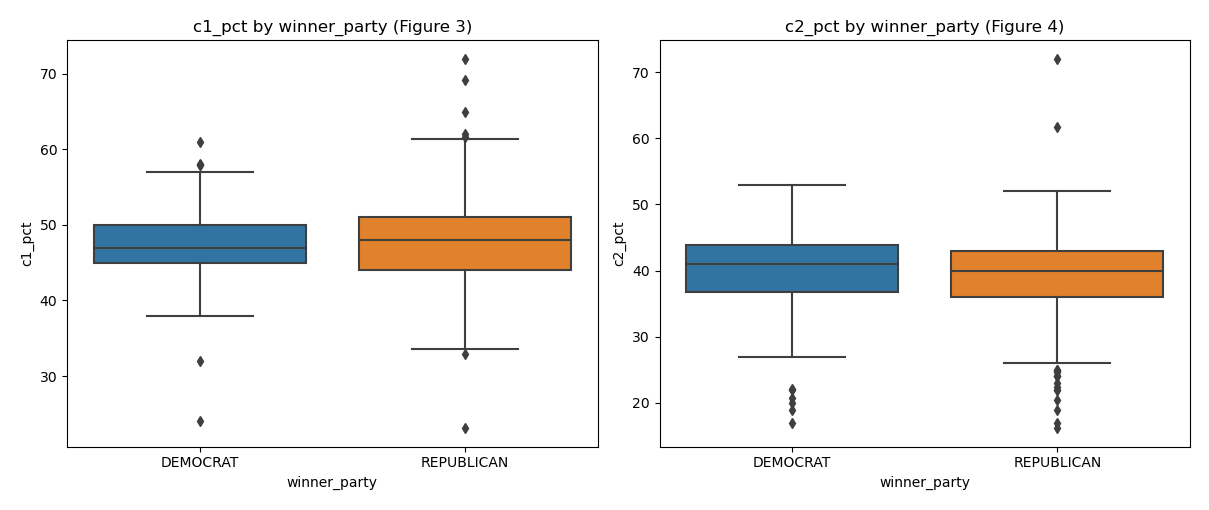 c1_pct by winner_party (Figure 3)
70
60
50
40
30
c1_pct
DEMOCRAT
REPUBLICAN
winner_party
c2_pct by winner_party (Figure 4)
70
60
50
40
30
20
c2_pct
DEMOCRAT
REPUBLICAN
winner_party